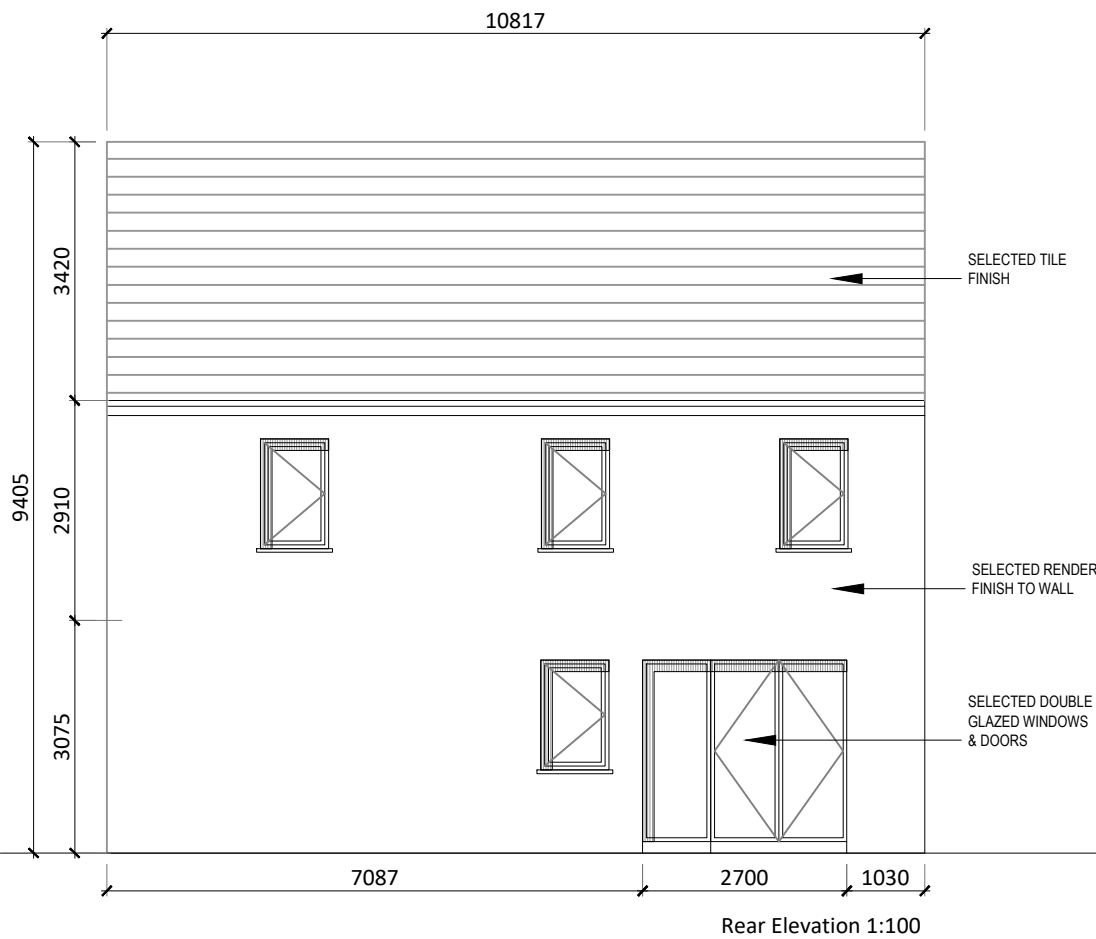 10817
SELECTED TILE
FINISH
3420
9405
2910
SELECTED RENDER
FINISH TO WALL
SELECTED DOUBLE
GLAZED WINDOWS
& DOORS
3075
7087
2700
1030
Rear Elevation 1:100